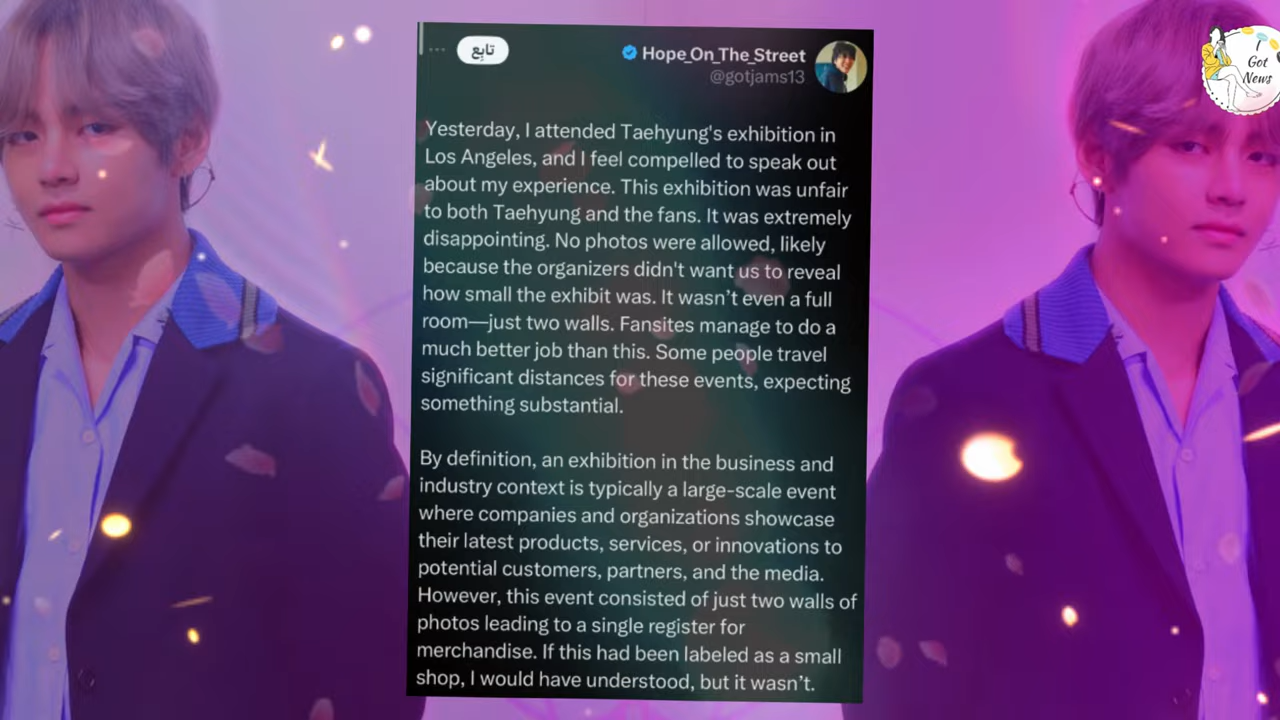 تابِع
Hope_On_The_Street
@gotjams13
Yesterday, I attended Taehyung's exhibition in
Los Angeles, and I feel compelled to speak out
about my experience. This exhibition was unfair
to both Taehyung and the fans. It was extremely
disappointing. No photos were allowed, likely
because the organizers didn't want us to reveal
how small the exhibit was. It wasn’t even a full
room—just two walls. Fansites manage to do a
much better job than this. Some people travel
significant distances for these events, expecting
something substantial.
By definition, an exhibition in the business and
industry context is typically a large-scale event
where companies and organizations showcase
their latest products, services, or innovations to
potential customers, partners, and the media.
However, this event consisted of just two walls of
photos leading to a single register for
merchandise. If this had been labeled as a small
shop, I would have understood, but it wasn’t.
I
Got
News